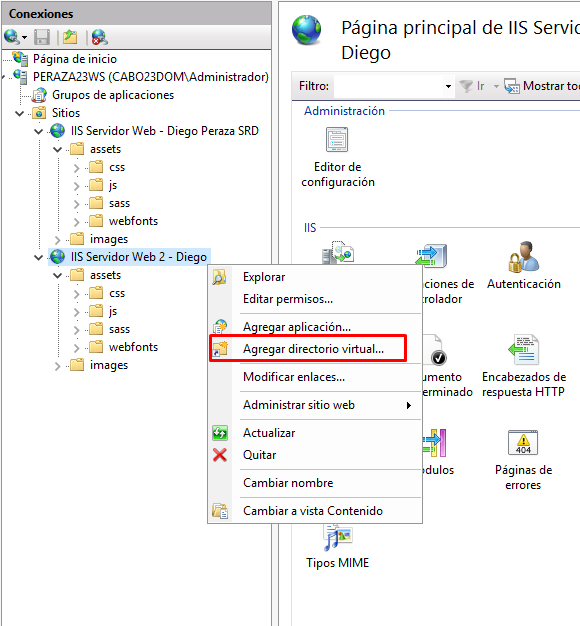 Conexiones
Página de inicio
PERAZA23WS (CABO23DOM\Administrador)
Grupos de aplicaciones
Sitios
IIS Servidor Web - Diego Peraza SRD
assets
css
js
sass
webfonts
images
IIS Servidor Web 2 - Diego
assets
css
js
sass
webfonts
images
Explorar
Editar permisos...
Agregar aplicación...
Agregar directorio virtual...
Modificar enlaces...
Administrar sitio web
Actualizar
Quitar
Cambiar nombre
Cambiar a vista Contenido
Página principal de IIS Servidor
Diego
Filtro:
Ir
Mostrar to
Administración
Editor de
configuración
IIS
ciones de
trolador
Autenticación
umento
erminado
Encabezados de
respuesta HTTP
404
dulos
Páginas de
errores
Tipos MIME